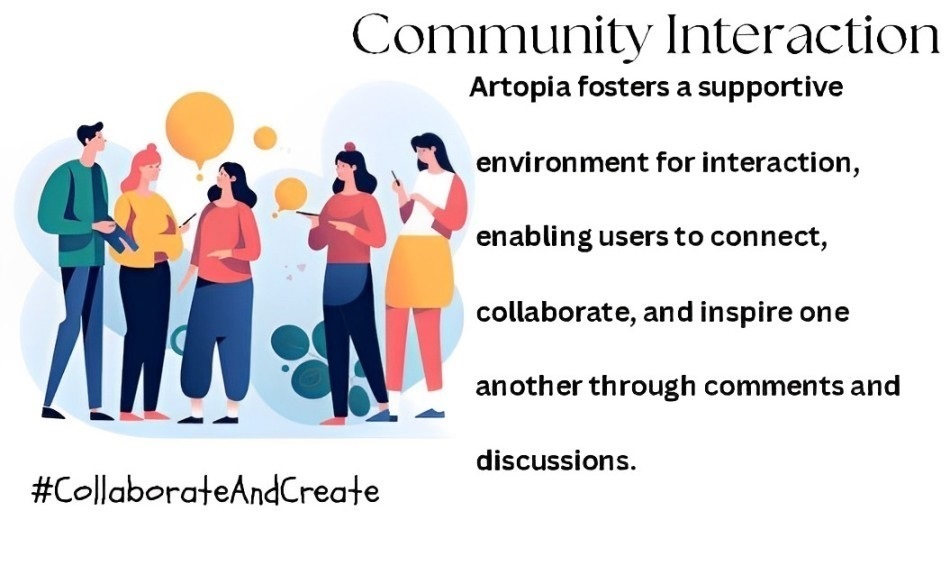 Community Interaction
Artopia fosters a supportive
environment for interaction,
enabling users to connect,
collaborate, and inspire one
another through comments and
discussions.
#CollaborateAndCreate